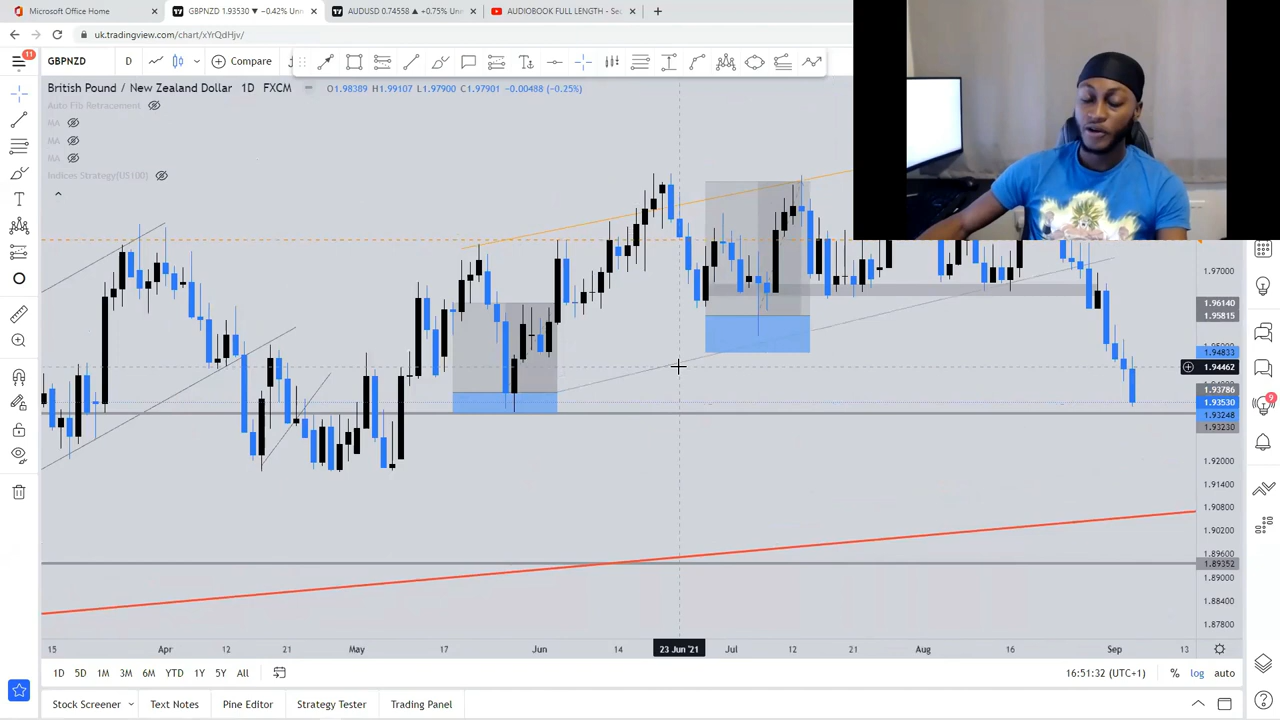 Microsoft Office Home
GBPNZD 1.93530 ▼ −0.42% Unn
AUDUSD 0.74558 ▲ +0.75% Unn
AUDIOBOOK FULL LENGTH - Se
uk.tradingview.com/chart/xYrQdHjv/
11
GBPNZD
D
Compare
British Pound / New Zealand Dollar 1D FXCM
O1.98389 H1.99107 L1.97900 C1.97901 −0.00488 (−0.25%)
Auto Fib Retracement
MA
MA
MA
Indices Strategy(US100)
1.97000
1.96140
1.95815
1.94833
1.94462
1.93786
1.93530
1.93248
1.93230
1.92000
1.91400
1.90800
1.90200
1.89600
1.89352
1.89000
1.88400
1.87800
9
15
Apr
12
21
May
17
Jun
14
23 Jun '21
Jul
12
21
Aug
16
Sep
13
1D
5D
1M
3M
6M
YTD
1Y
5Y
All
16:51:32 (UTC+1)
%
log
auto
Stock Screener
Text Notes
Pine Editor
Strategy Tester
Trading Panel